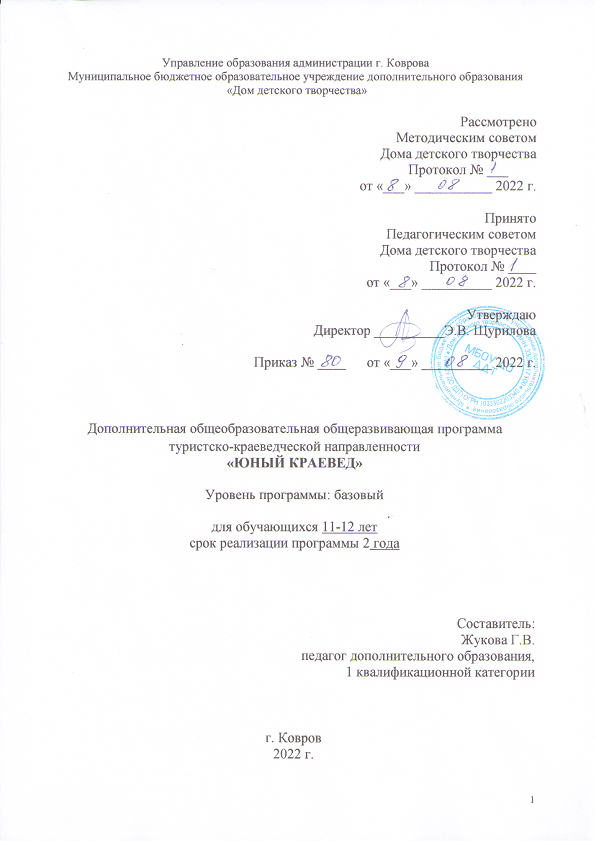 Управление образования администрации г. Коврова
Муниципальное бюджетное образовательное учреждение дополнительного образования
«Дом детского творчества»
Рассмотрено
Методическим советом
Дома детского творчества
Протокол № 1
от «8» 08 2022 г.
Принято
Педагогическим советом
Дома детского творчества
Протокол № 1
от «8» 08 2022 г.
Утверждаю
Директор __________Э.В. Щурилова
Приказ № 80 от «9» 08 2022 г.
МБОУ ДО
ДДТ
Дополнительная общеобразовательная общеразвивающая программа
туристско-краеведческой направленности
«ЮНЫЙ КРАЕВЕД»
Уровень программы: базовый
для обучающихся 11-12 лет
срок реализации программы 2 года
Составитель:
Жукова Г.В.
педагог дополнительного образования,
1 квалификационной категории
г. Ковров
2022 г.
1